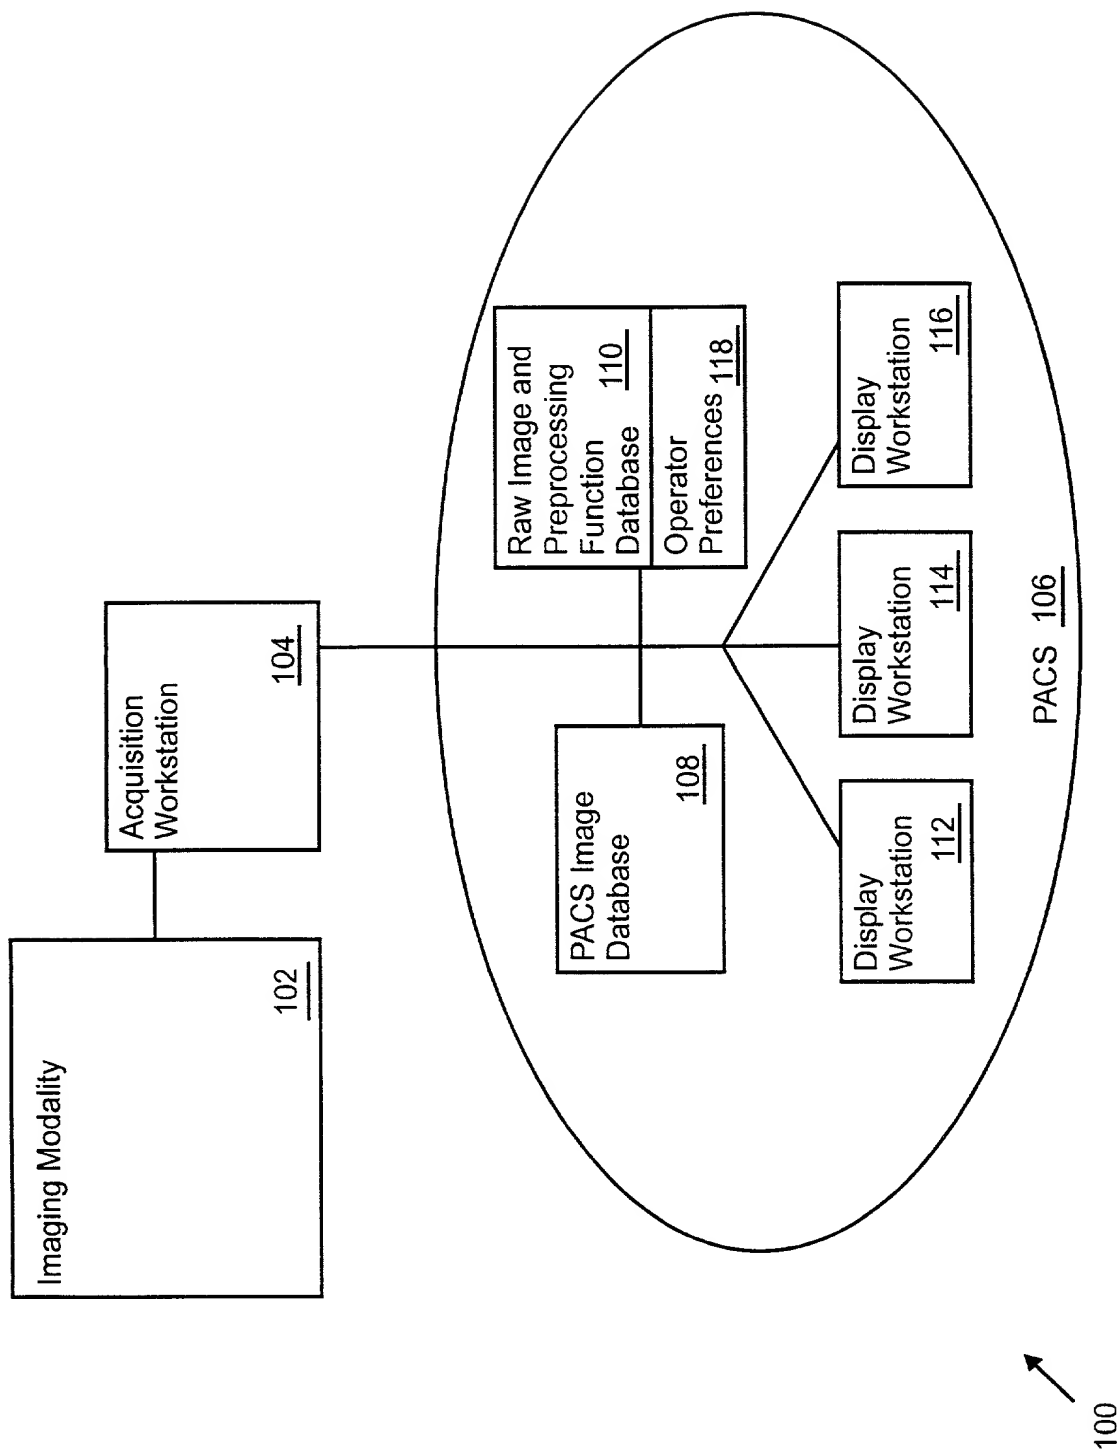 Imaging Modality
102
Acquisition
Workstation
104
PACS Image
Database
108
Raw Image and
Preprocessing
Function
Database
110
Operator
Preferences
118
Display
Workstation
112
Display
Workstation
114
Display
Workstation
116
PACS 106
100